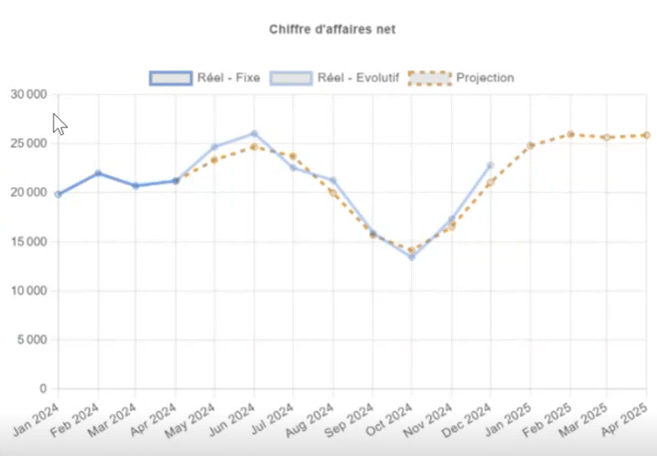 Chiffre d'affaires net
Réel - Fixe Réel - Evolutif Projection
30 000
25 000
20 000
15 000
10 000
5 000
0
Jan 2024 Feb 2024 Mar 2024 Apr 2024 May 2024 Jun 2024 Jul 2024 Aug 2024 Sep 2024 Oct 2024 Nov 2024 Dec 2024 Jan 2025 Feb 2025 Mar 2025 Apr 2025